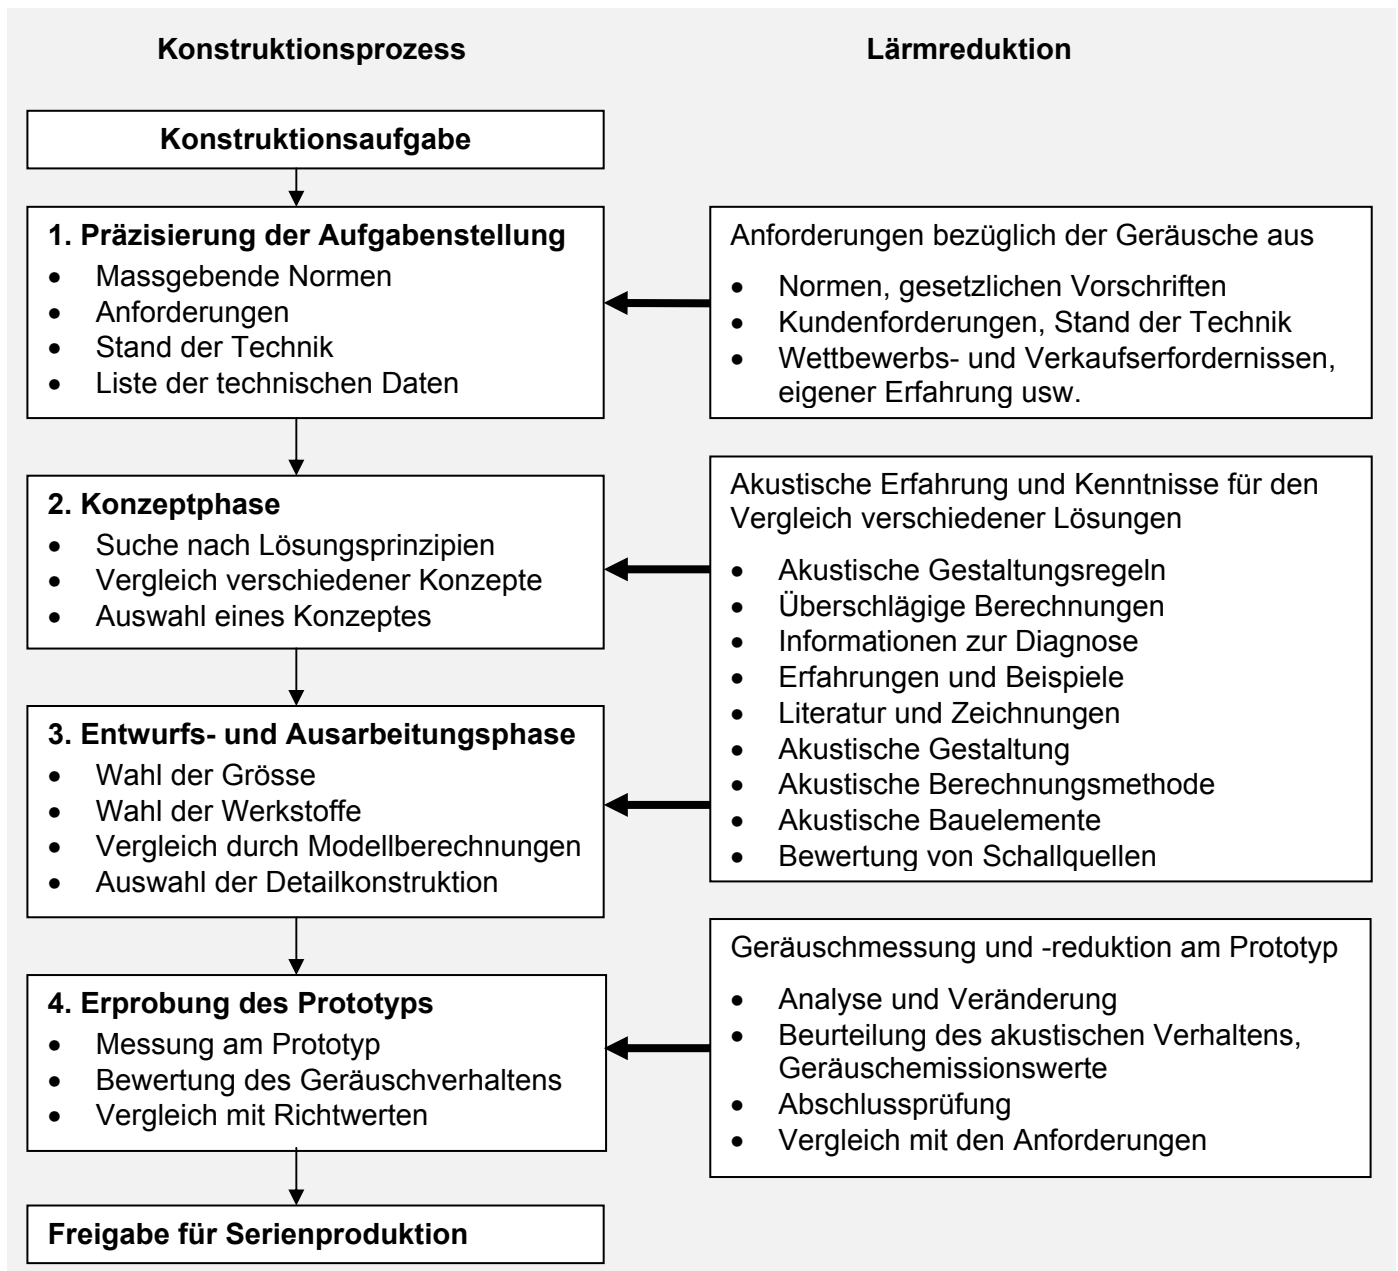 Konstruktionsprozess
Lärmreduktion
Konstruktionsaufgabe
1. Präzisierung der Aufgabenstellung
• Massgebende Normen
• Anforderungen
• Stand der Technik
• Liste der technischen Daten
Anforderungen bezüglich der Geräusche aus
• Normen, gesetzlichen Vorschriften
• Kundenforderungen, Stand der Technik
• Wettbewerbs- und Verkaufserfordernissen,
eigener Erfahrung usw.
2. Konzeptphase
• Suche nach Lösungsprinzipien
• Vergleich verschiedener Konzepte
• Auswahl eines Konzeptes
3. Entwurfs- und Ausarbeitungsphase
• Wahl der Grösse
• Wahl der Werkstoffe
• Vergleich durch Modellberechnungen
• Auswahl der Detailkonstruktion
Akustische Erfahrung und Kenntnisse für den
Vergleich verschiedener Lösungen
• Akustische Gestaltungsregeln
• Überschlägige Berechnungen
• Informationen zur Diagnose
• Erfahrungen und Beispiele
• Literatur und Zeichnungen
• Akustische Gestaltung
• Akustische Berechnungsmethode
• Akustische Bauelemente
• Bewertung von Schallquellen
4. Erprobung des Prototyps
• Messung am Prototyp
• Bewertung des Geräuschverhaltens
• Vergleich mit Richtwerten
Geräuschmessung und -reduktion am Prototyp
• Analyse und Veränderung
• Beurteilung des akustischen Verhaltens,
Geräuschemissionswerte
• Abschlussprüfung
• Vergleich mit den Anforderungen
Freigabe für Serienproduktion